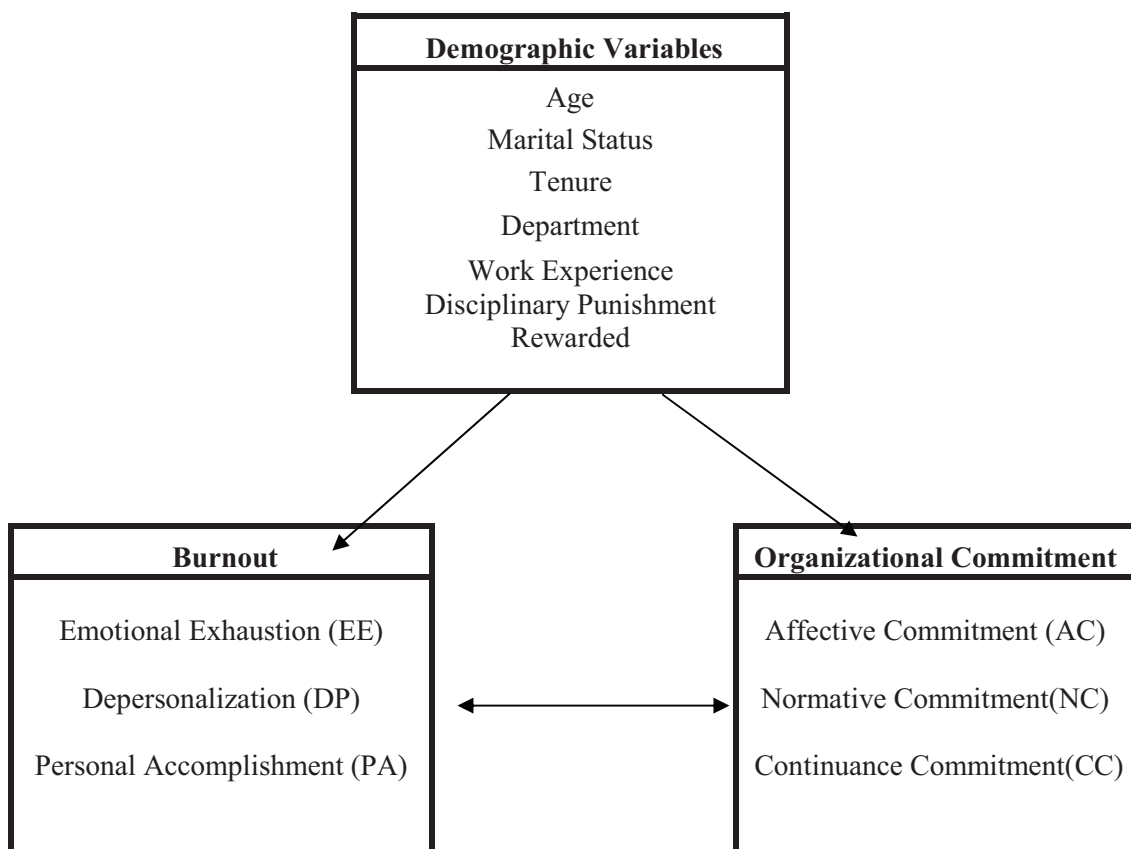 Demographic Variables
Age
Marital Status
Tenure
Department
Work Experience
Disciplinary Punishment
Rewarded
Burnout
Emotional Exhaustion (EE)
Depersonalization (DP)
Personal Accomplishment (PA)
Organizational Commitment
Affective Commitment (AC)
Normative Commitment(NC)
Continuance Commitment(CC)